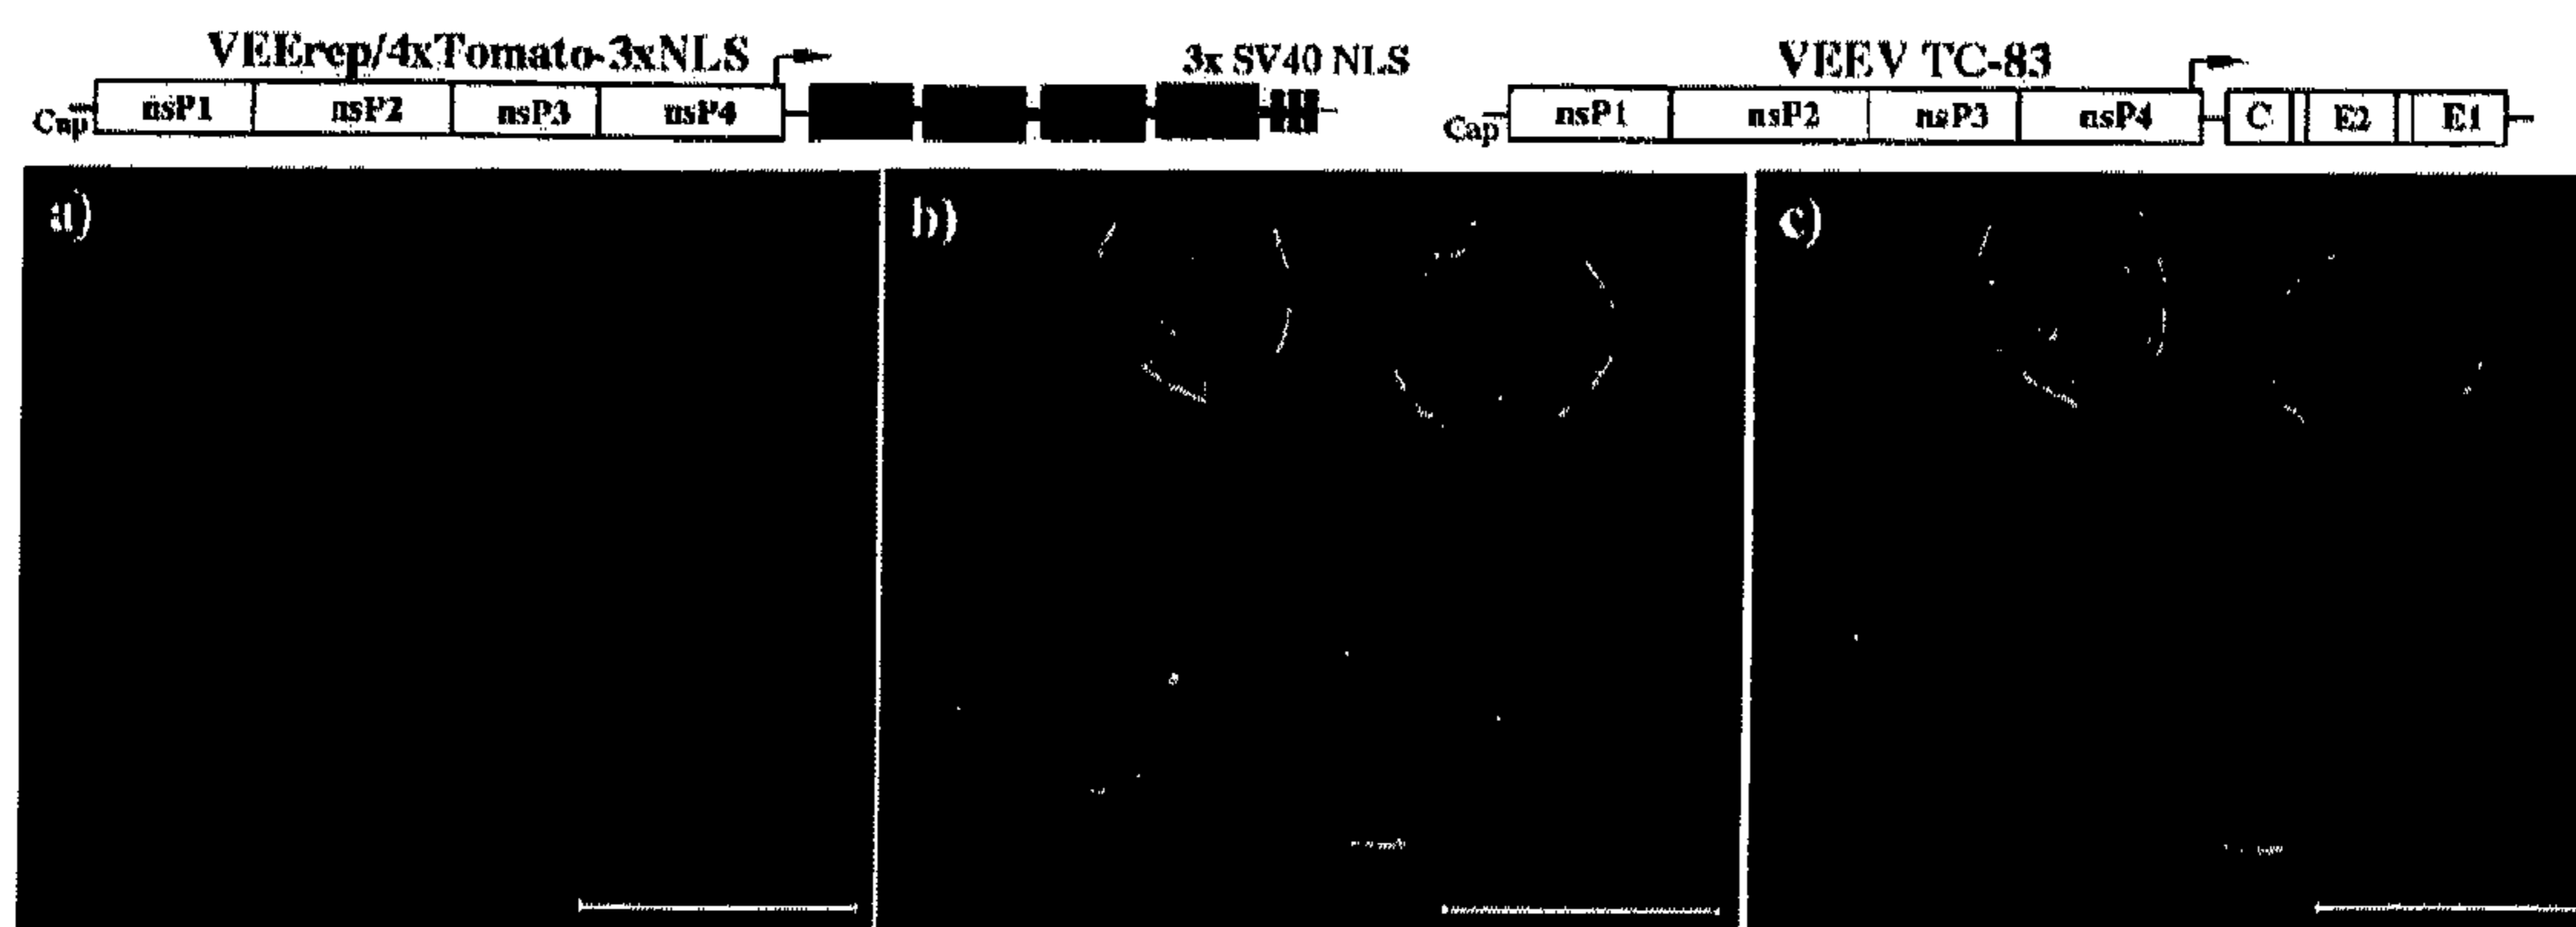 VEErep/4xTomato-3xNLS
3x SV40 NLS
VEEV TC-83
Cap nsP1 nsP2 nsP3 nsP4
Cap nsP1 nsP2 nsP3 nsP4 C E2 E1
a) b) c)